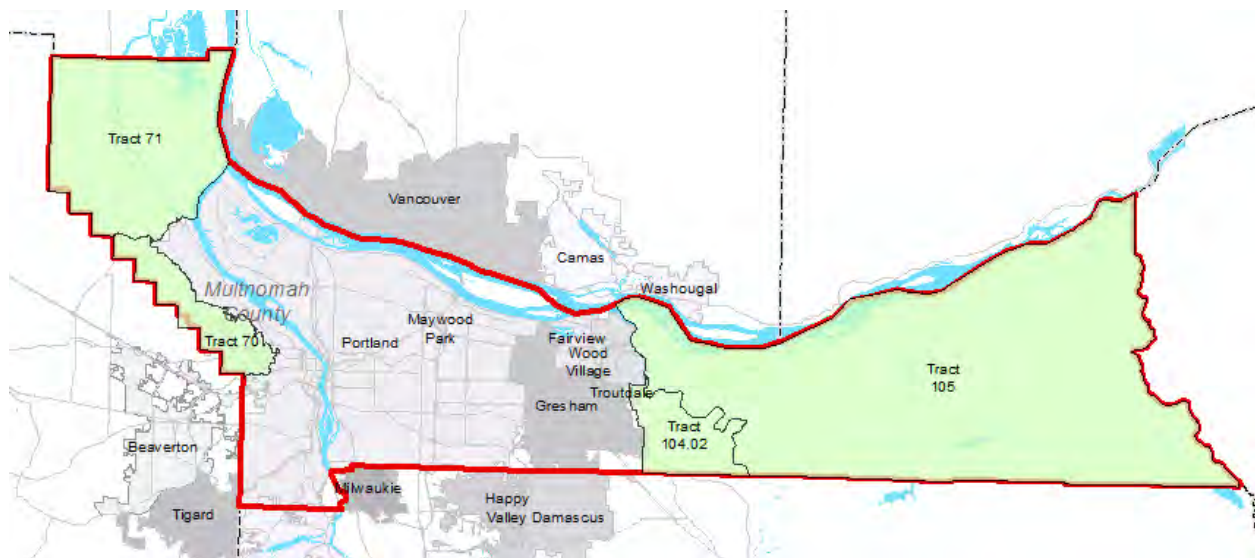 Tract 71
Vancouver
Camas
Washougal
Multnomah
County
Maywood
Park
Portland
Tract 70
Fairview
Wood
Village
Troutdale
Gresham
Tract
105
Tract
104.02
Beaverton
Milwaukie
Happy
Valley Damascus
Tigard